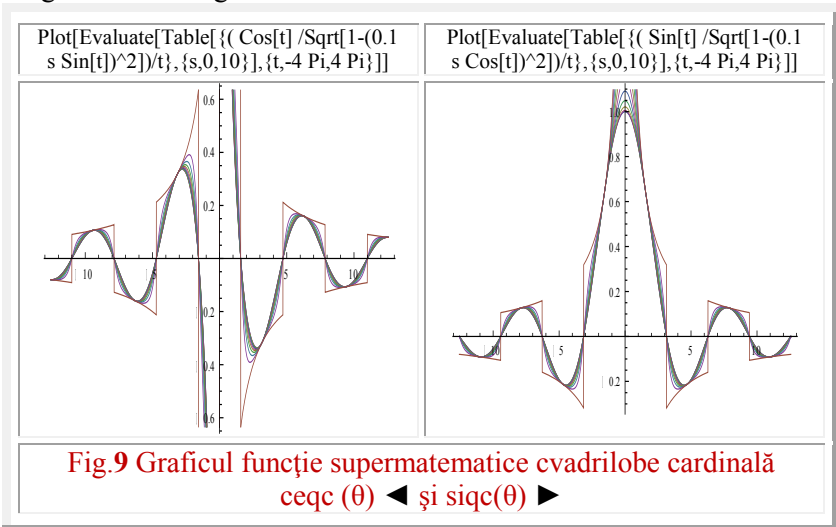 Plot[Evaluate[Table[{( Cos[t] /Sqrt[1-(0.1
s Sin[t])^2])/t},{s,0,10}],{t,-4 Pi,4 Pi}]]
Plot[Evaluate[Table[{( Sin[t] /Sqrt[1-(0.1
s Cos[t])^2])/t},{s,0,10}],{t,-4 Pi,4 Pi}]]
0.6
0.4
0.2
10 5 5 10
0.2
0.4
0.6
1.0
0.8
0.6
0.4
0.2
10 5 5 10
0.2
Fig.9 Graficul funcţie supermatematice cvadrilobe cardinală
ceqc (θ) ◄ şi siqc(θ) ►